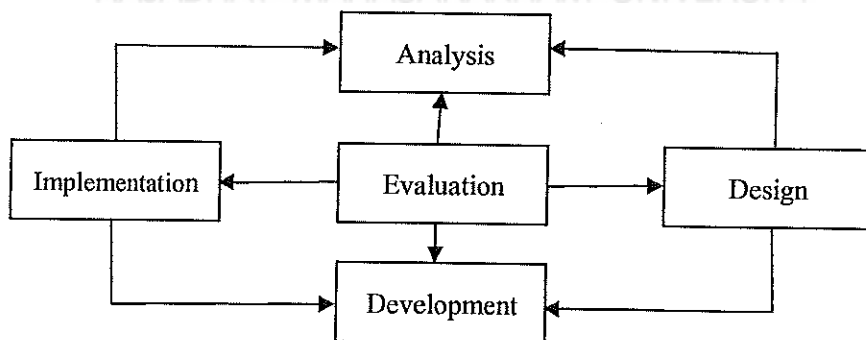 Analysis
Implementation
Evaluation
Design
Development